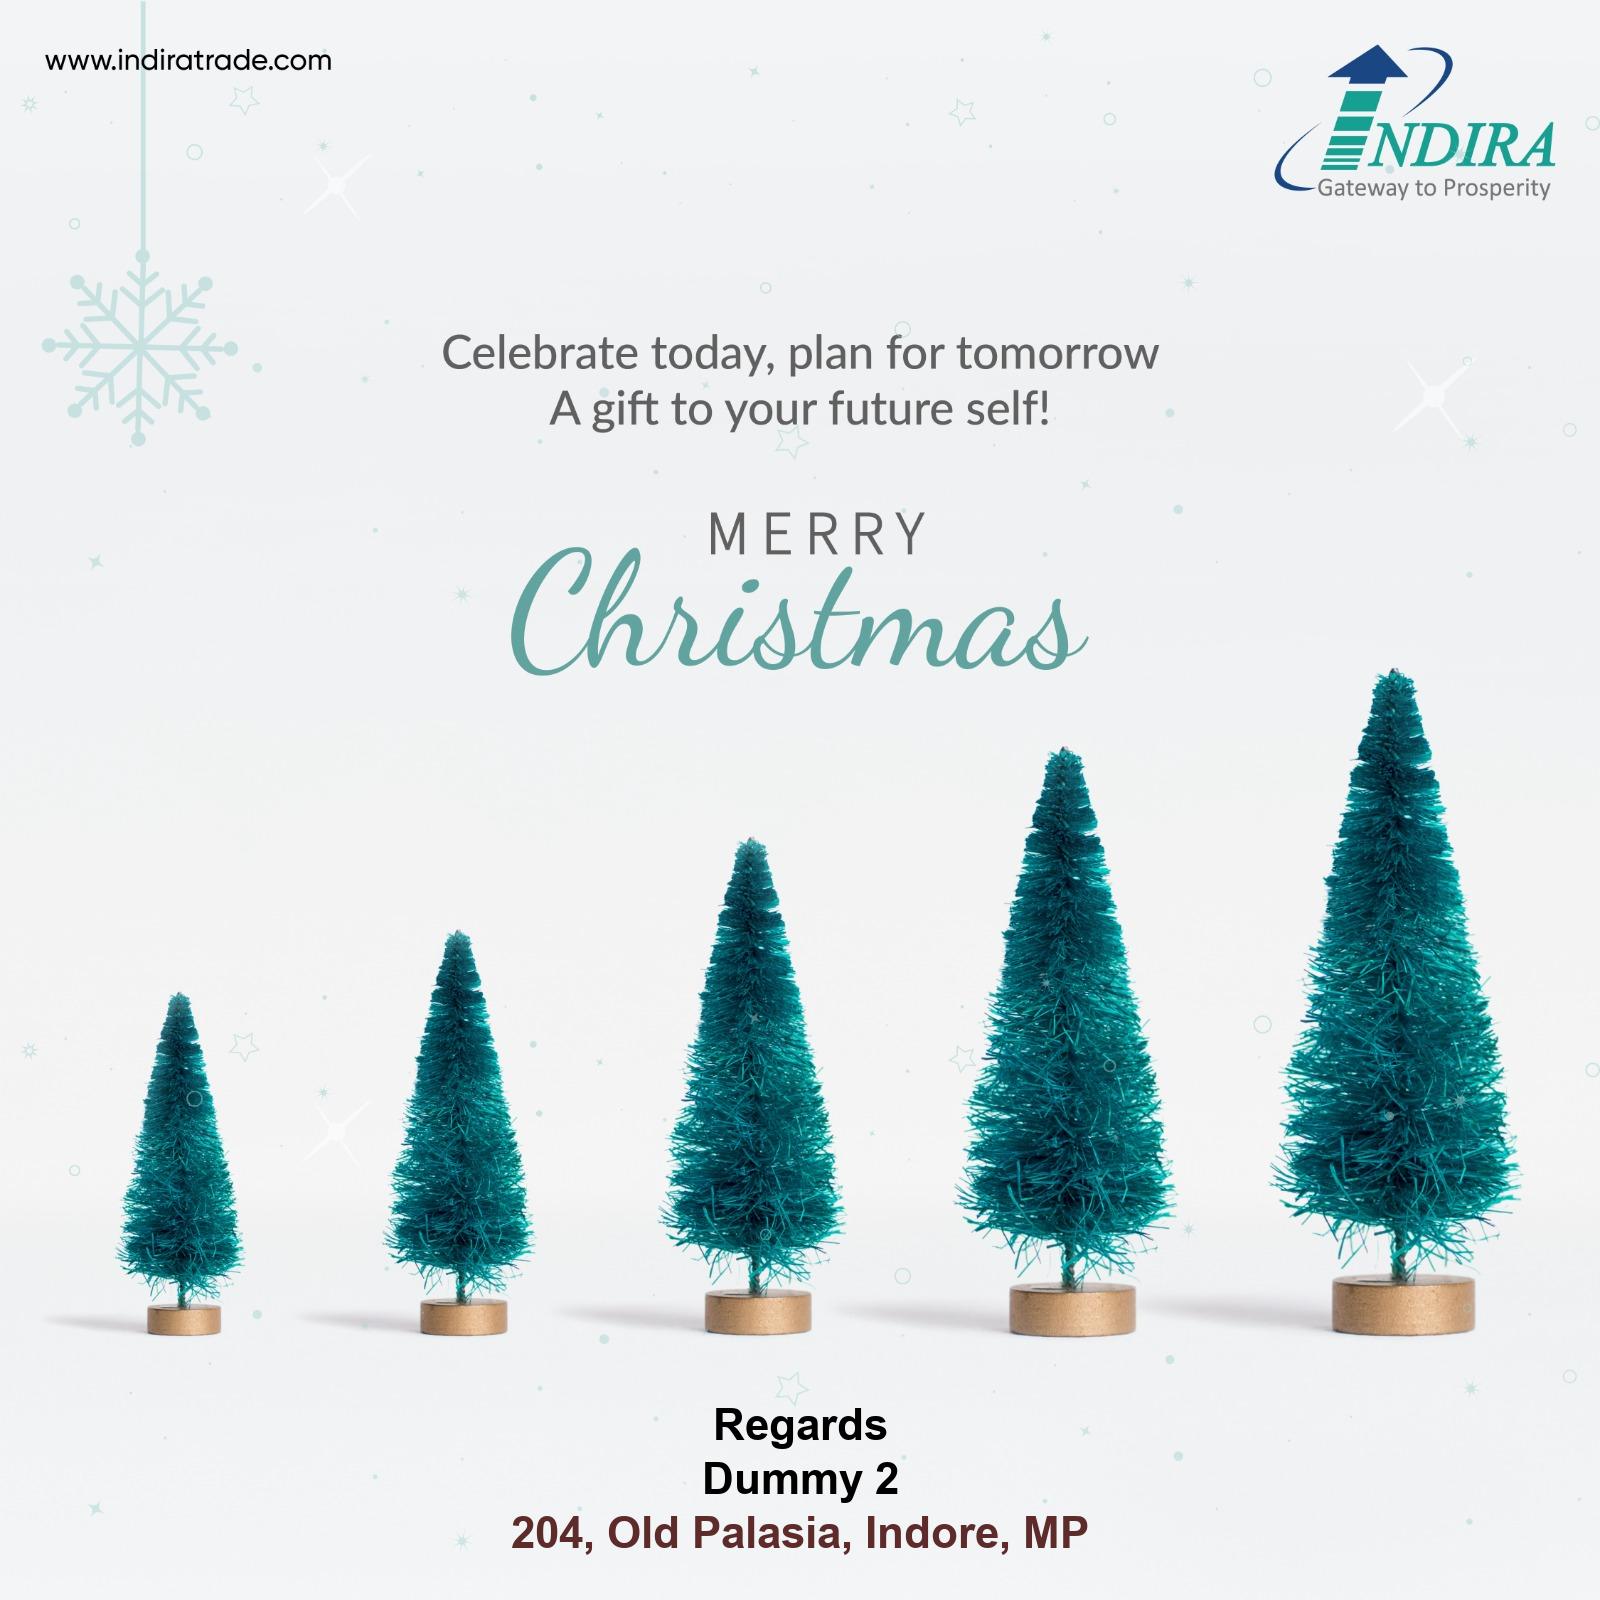 www.indiratrade.com
INDIRA
Gateway to Prosperity
Celebrate today, plan for tomorrow
A gift to your future self!
MERRY
Christmas
Regards
Dummy 2
204, Old Palasia, Indore, MP